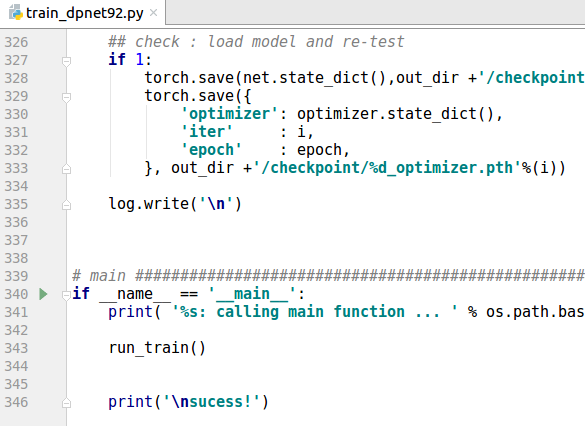 train_dpnet92.py ×
326 ## check : load model and re-test
327 if 1:
328 torch.save(net.state_dict(),out_dir +'/checkpoint
329 torch.save({
330 'optimizer': optimizer.state_dict(),
331 'iter' : i,
332 'epoch' : epoch,
333 }, out_dir +'/checkpoint/%d_optimizer.pth'%(i))
334
335 log.write('\n')
336
337
338
339 # main ##################################################
340 if __name__ == '__main__':
341 print( '%s: calling main function ... ' % os.path.bas
342
343 run_train()
344
345
346 print('\nsucess!')